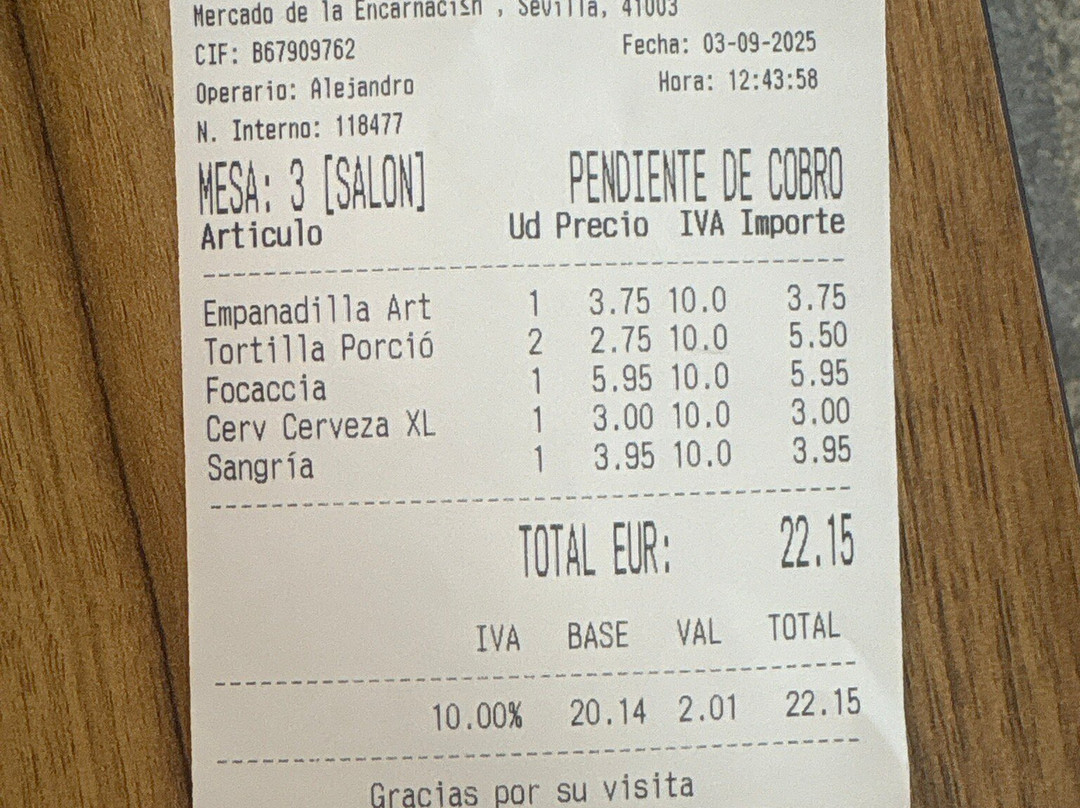 Mercado de la Encarnacisn , Sevilla, 41003
CIF: B67909762 Fecha: 03-09-2025
Operario: Alejandro Hora: 12:43:58
N. Interno: 118477
MESA: 3 [SALON] PENDIENTE DE COBRO
Articulo Ud Precio IVA Importe
Empanadilla Art 1 3.75 10.0 3.75
Tortilla Porció 2 2.75 10.0 5.50
Focaccia 1 5.95 10.0 5.95
Cerv Cerveza XL 1 3.00 10.0 3.00
Sangría 1 3.95 10.0 3.95
TOTAL EUR: 22.15
IVA BASE VAL TOTAL
10.00% 20.14 2.01 22.15
Gracias por su visita